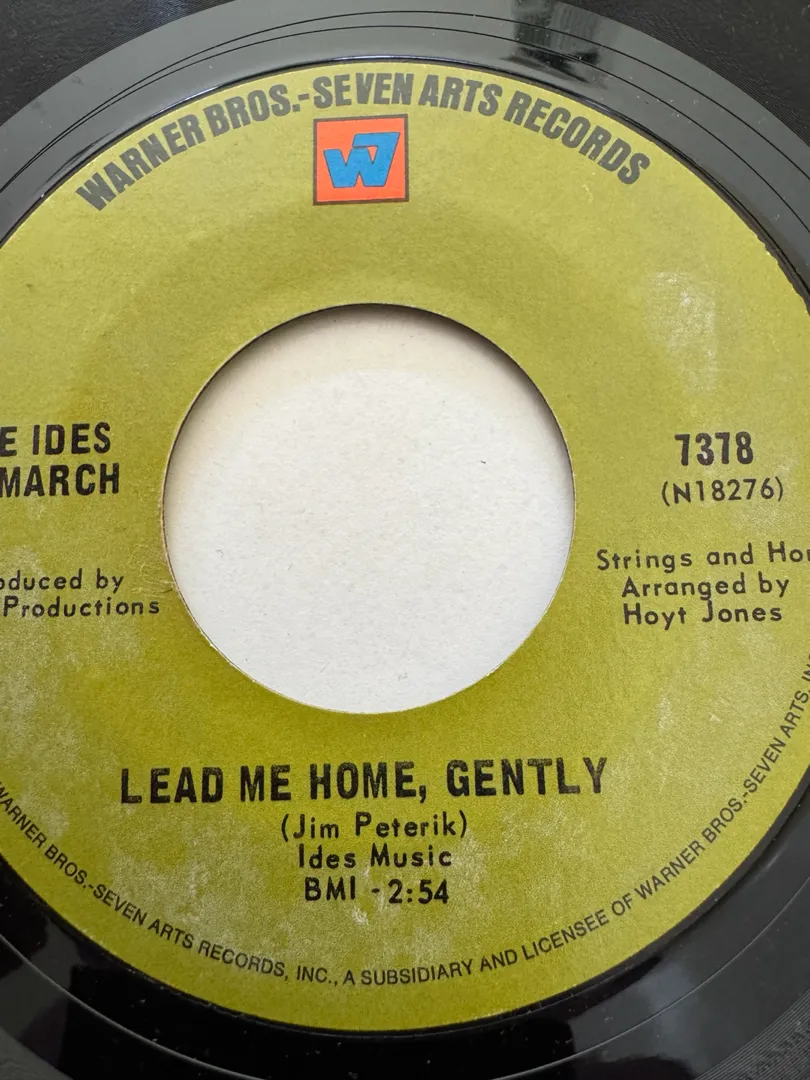 WARNER BROS.-SEVEN ARTS RECORDS
W7
E IDES
MARCH
7378
(N18276)
oduced by
Productions
Strings and Ho
Arranged by
Hoyt Jones
LEAD ME HOME, GENTLY
(Jim Peterik)
Ides Music
BMI - 2:54
WARNER BROS.-SEVEN ARTS RECORDS, INC., A SUBSIDIARY AND LICENSEE OF WARNER BROS.-SEVEN ARTS, IN